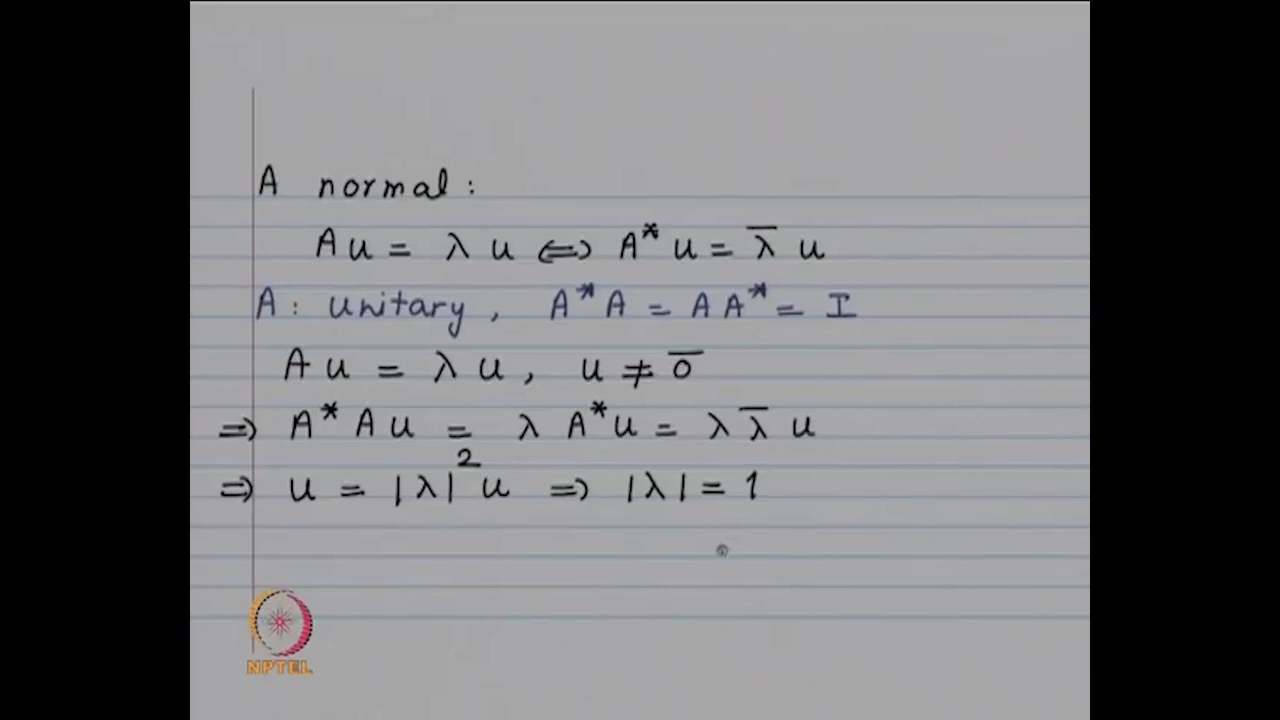 A normal :
Au = λ u ⇔ A* u = λ̅ u
A : Unitary , A* A = A A* = I
A u = λ u , u ≠ 0̅
⇒ A* A u = λ A* u = λ λ̅ u
⇒ u = |λ|² u ⇒ |λ| = 1
NPTEL